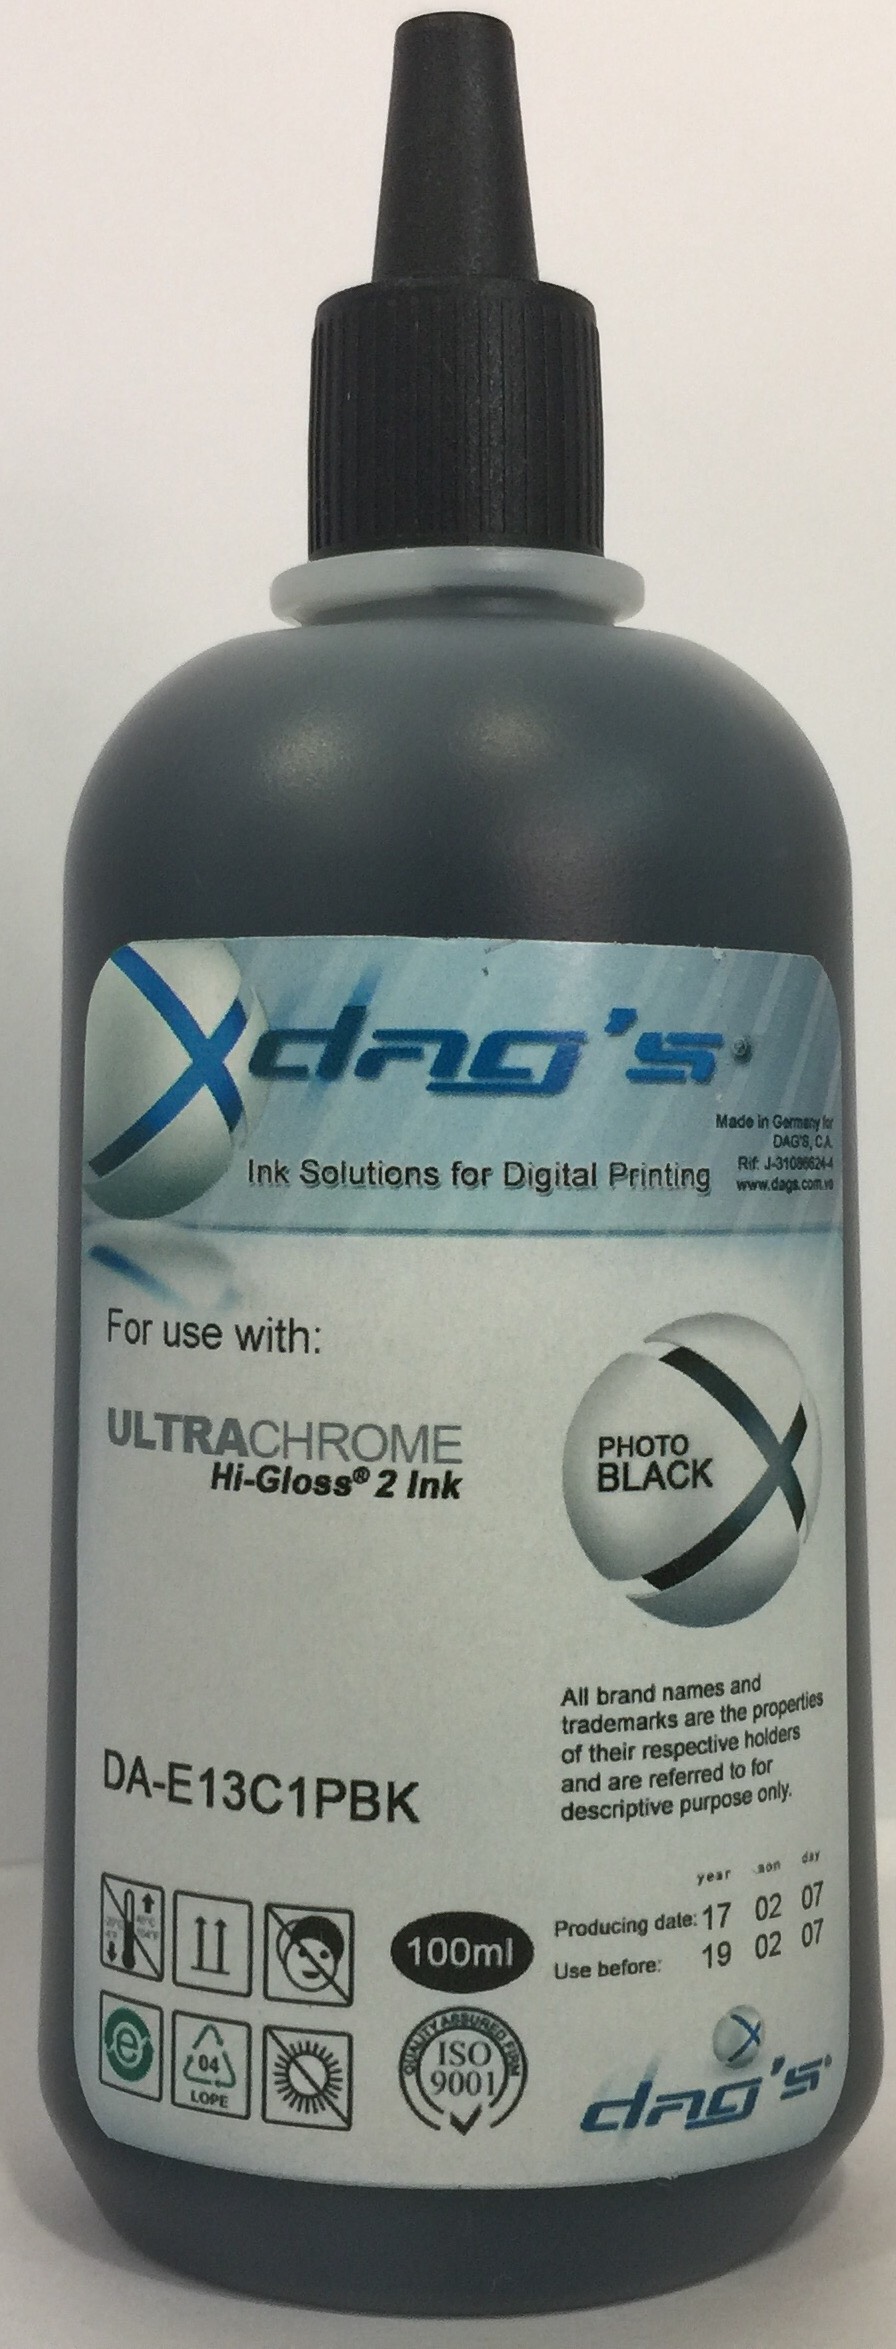 dag's®
Made in Germany for
DAG'S, C.A.
Rif: J-31086624-4
www.dags.com.ve
Ink Solutions for Digital Printing
For use with:
ULTRACHROME
Hi-Gloss® 2 Ink
PHOTO
BLACK
All brand names and
trademarks are the properties
of their respective holders
and are referred to for
descriptive purpose only.
DA-E13C1PBK
year mon day
Producing date: 17 02 07
Use before: 19 02 07
100ml
e
04
LOPE
QUALITY ASSURED FIRM
ISO
9001
dag's